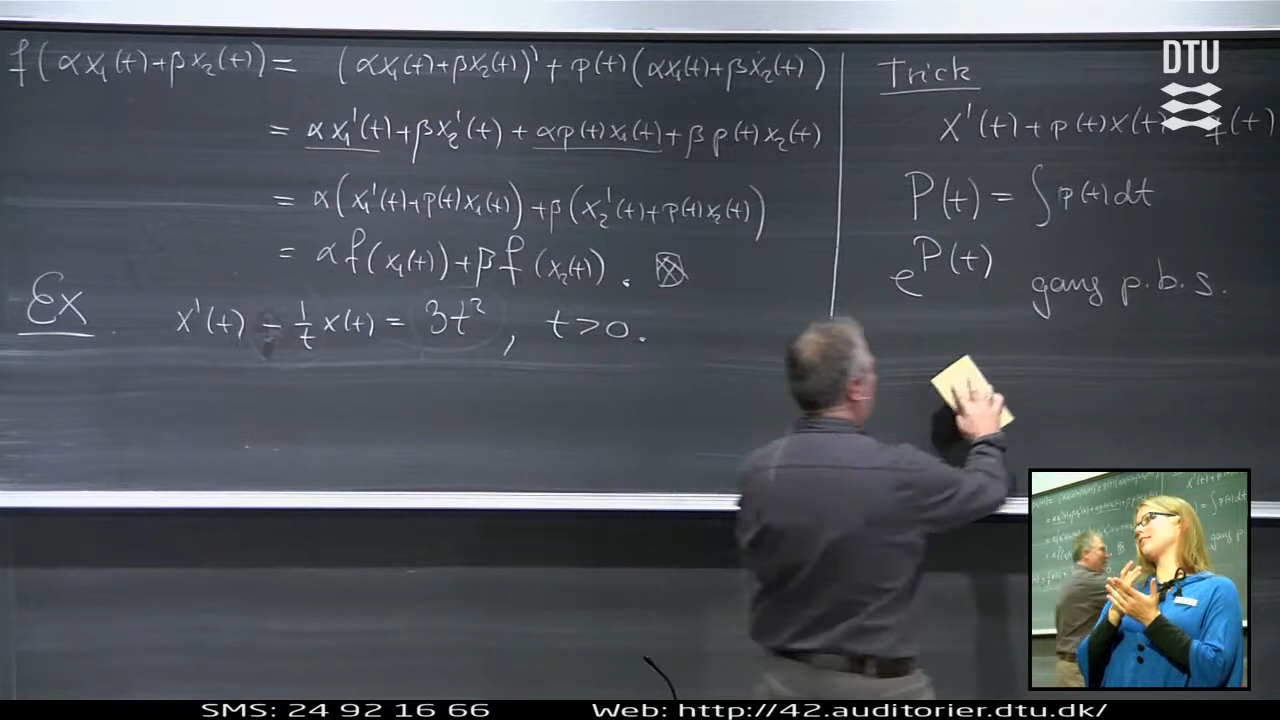 f(αx₁(t)+βx₂(t)) = (αx₁(t)+βx₂(t))' + p(t)(αx₁(t)+βx₂(t))
= αx₁'(t)+βx₂'(t) + αp(t)x₁(t) + βp(t)x₂(t)
= α(x₁'(t)+p(t)x₁(t)) + β(x₂'(t)+p(t)x₂(t))
= αf(x₁(t)) + βf(x₂(t)).
Ex x'(t) - 1/t x(t) = 3t², t>0.
Trick
x'(t) + p(t)x(t) q(t)
P(t) = ∫p(t)dt
e^P(t) gang p.b.s.
DTU
SMS: 24 92 16 66 Web: http://42.auditorier.dtu.dk/